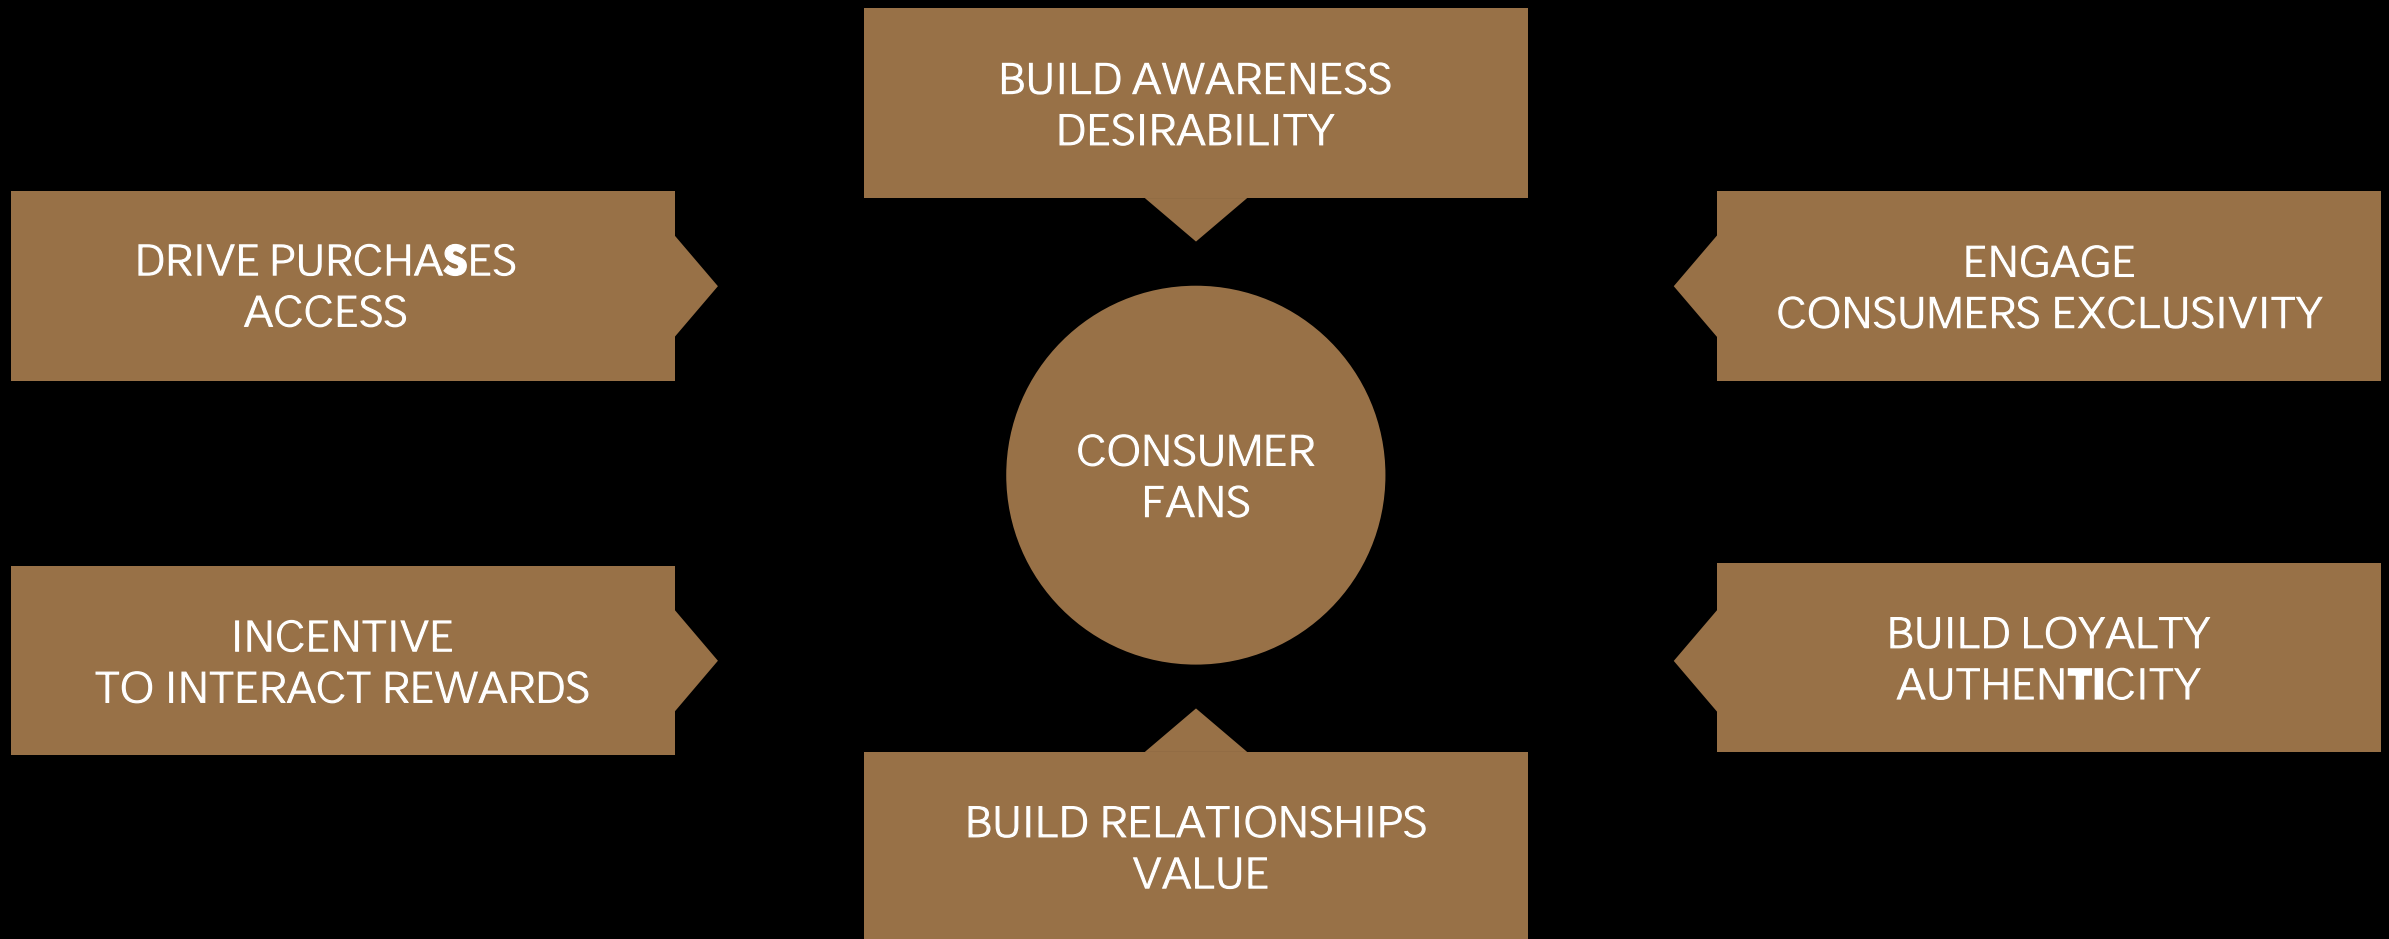 BUILD AWARENESS
DESIRABILITY
DRIVE PURCHASES
ACCESS
ENGAGE
CONSUMERS EXCLUSIVITY
CONSUMER
FANS
INCENTIVE
TO INTERACT REWARDS
BUILD LOYALTY
AUTHENTICITY
BUILD RELATIONSHIPS
VALUE